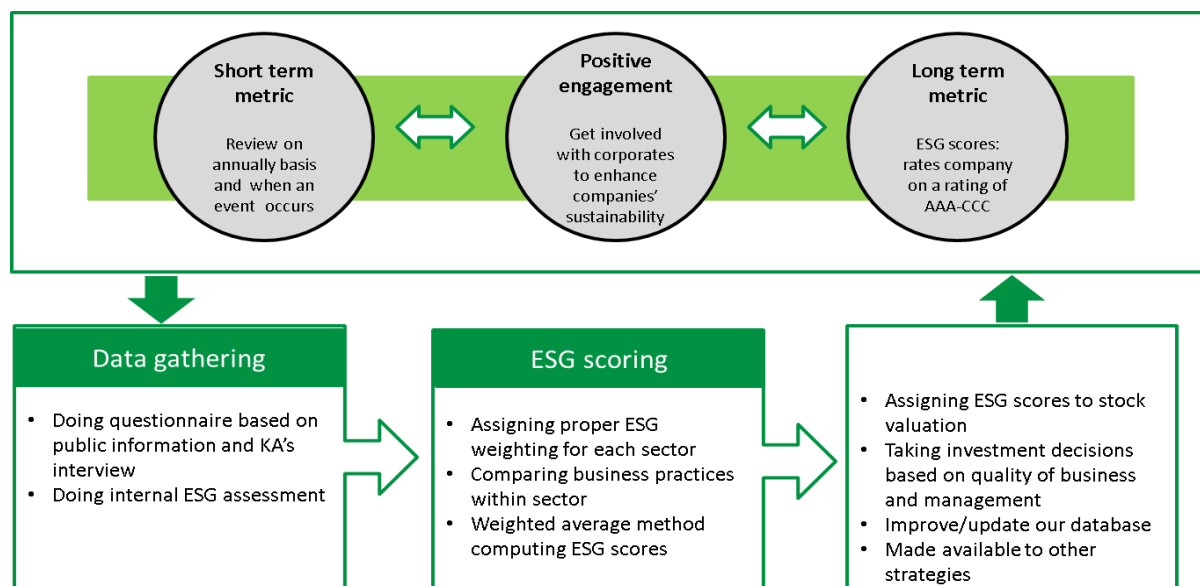 Short term
metric
Review on
annually basis
and when an
event occurs
Positive
engagement
Get involved
with corporates
to enhance
companies’
sustainability
Long term
metric
ESG scores:
rates company
on a rating of
AAA-CCC
Data gathering
• Doing questionnaire based on
public information and KA’s
interview
• Doing internal ESG assessment
ESG scoring
• Assigning proper ESG
weighting for each sector
• Comparing business practices
within sector
• Weighted average method
computing ESG scores
• Assigning ESG scores to stock
valuation
• Taking investment decisions
based on quality of business
and management
• Improve/update our database
• Made available to other
strategies